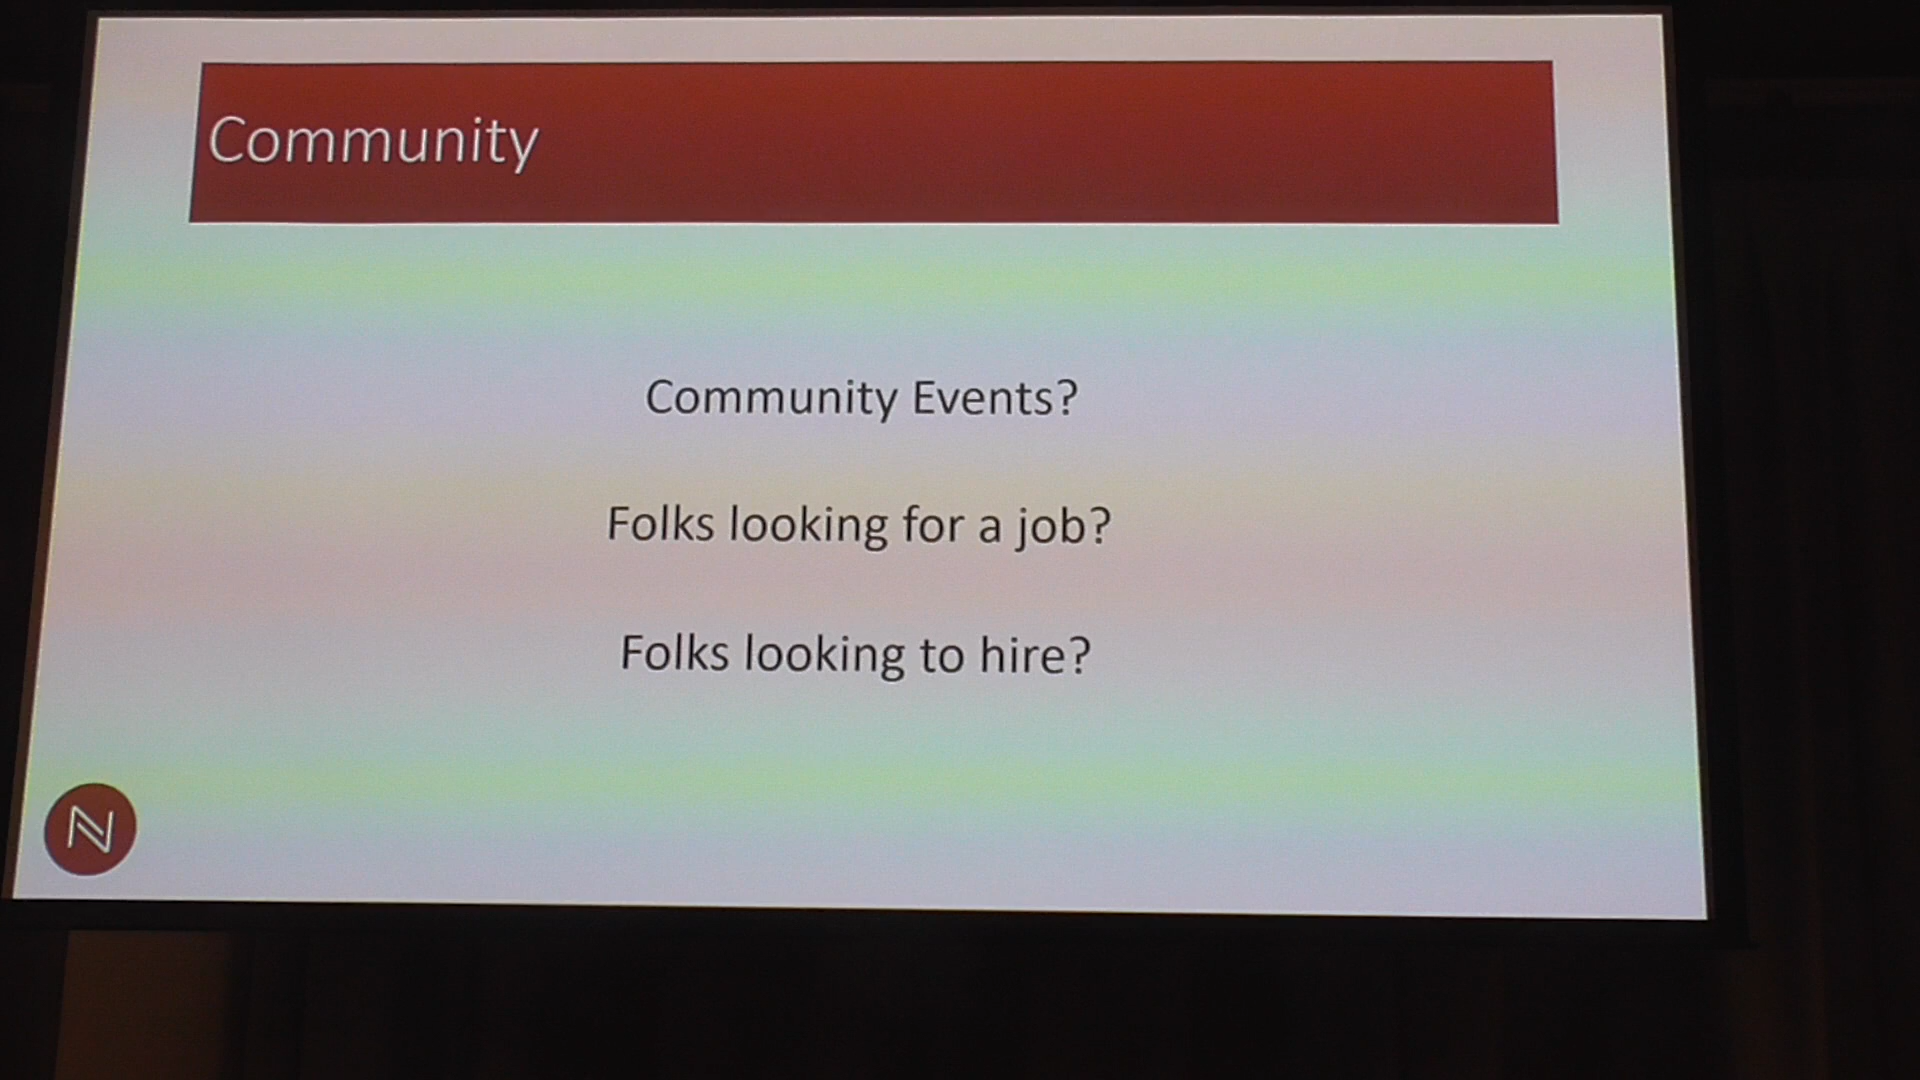 Community
Community Events?
Folks looking for a job?
Folks looking to hire?
N